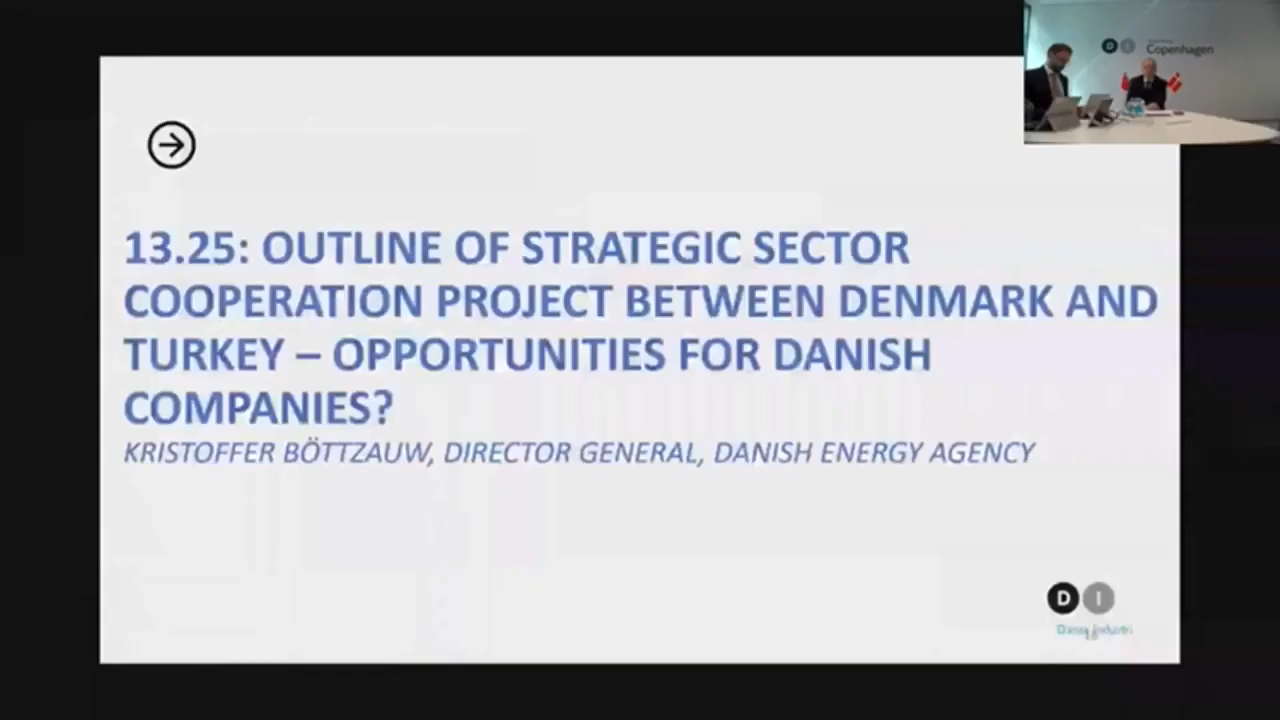 D I Copenhagen
13.25: OUTLINE OF STRATEGIC SECTOR
COOPERATION PROJECT BETWEEN DENMARK AND
TURKEY – OPPORTUNITIES FOR DANISH
COMPANIES?
KRISTOFFER BÖTTZAUW, DIRECTOR GENERAL, DANISH ENERGY AGENCY
D I
Dansk Industri